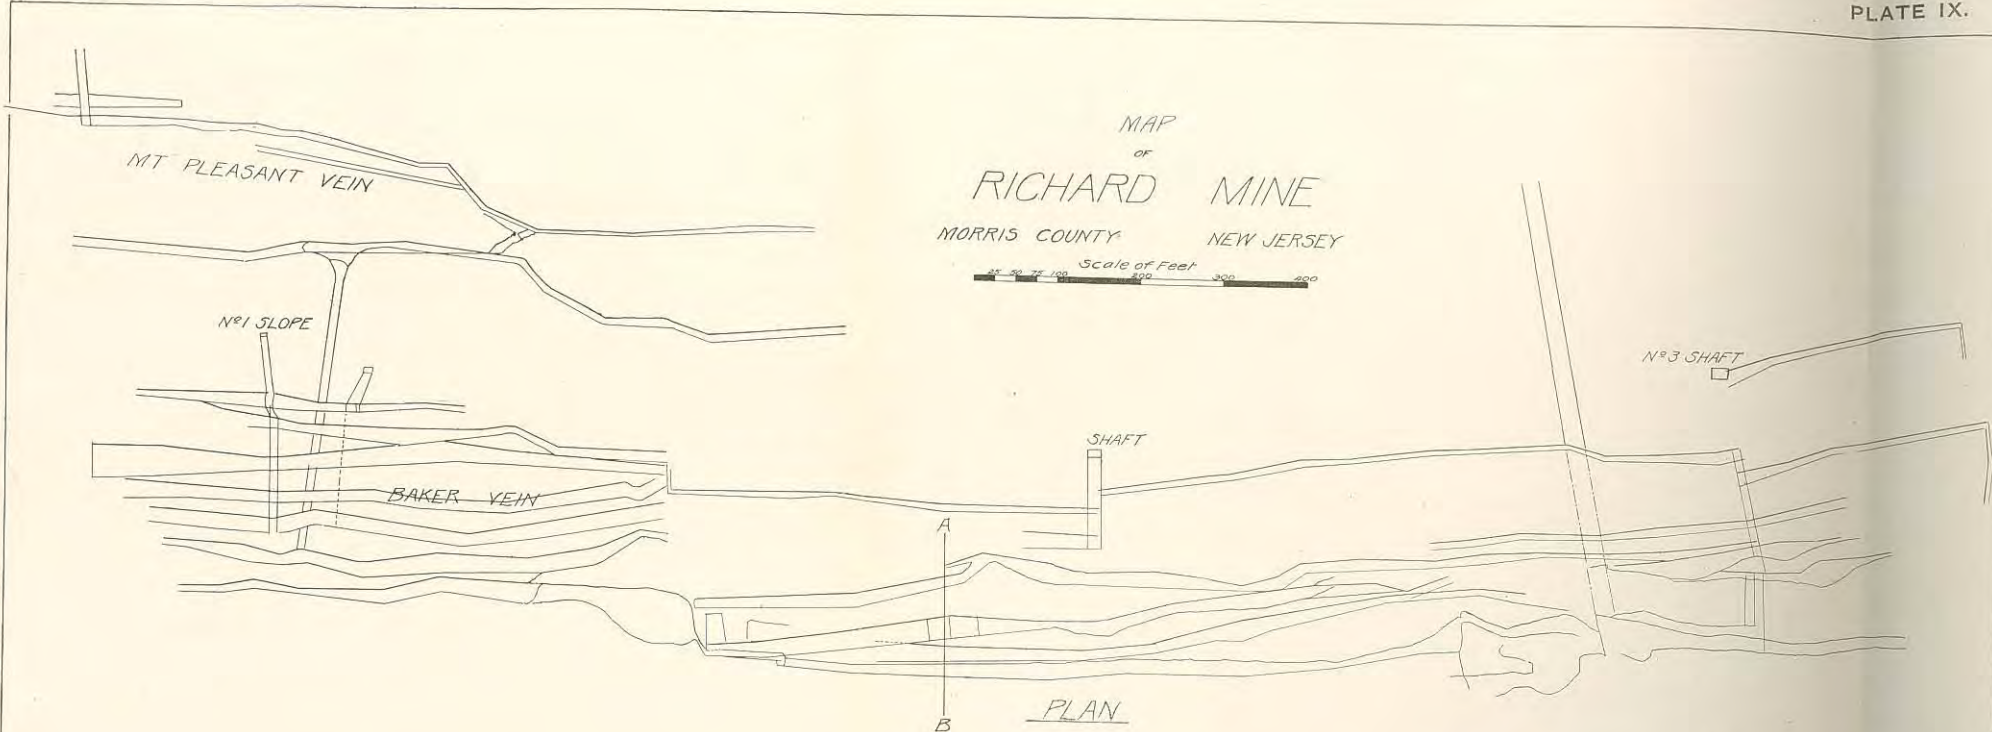 PLATE IX.
MAP
OF
RICHARD MINE
MORRIS COUNTY NEW JERSEY
Scale of Feet
25 50 75 100 200 300 400
MT PLEASANT VEIN
Nº1 SLOPE
Nº3 SHAFT
SHAFT
BAKER VEIN
A
B
PLAN